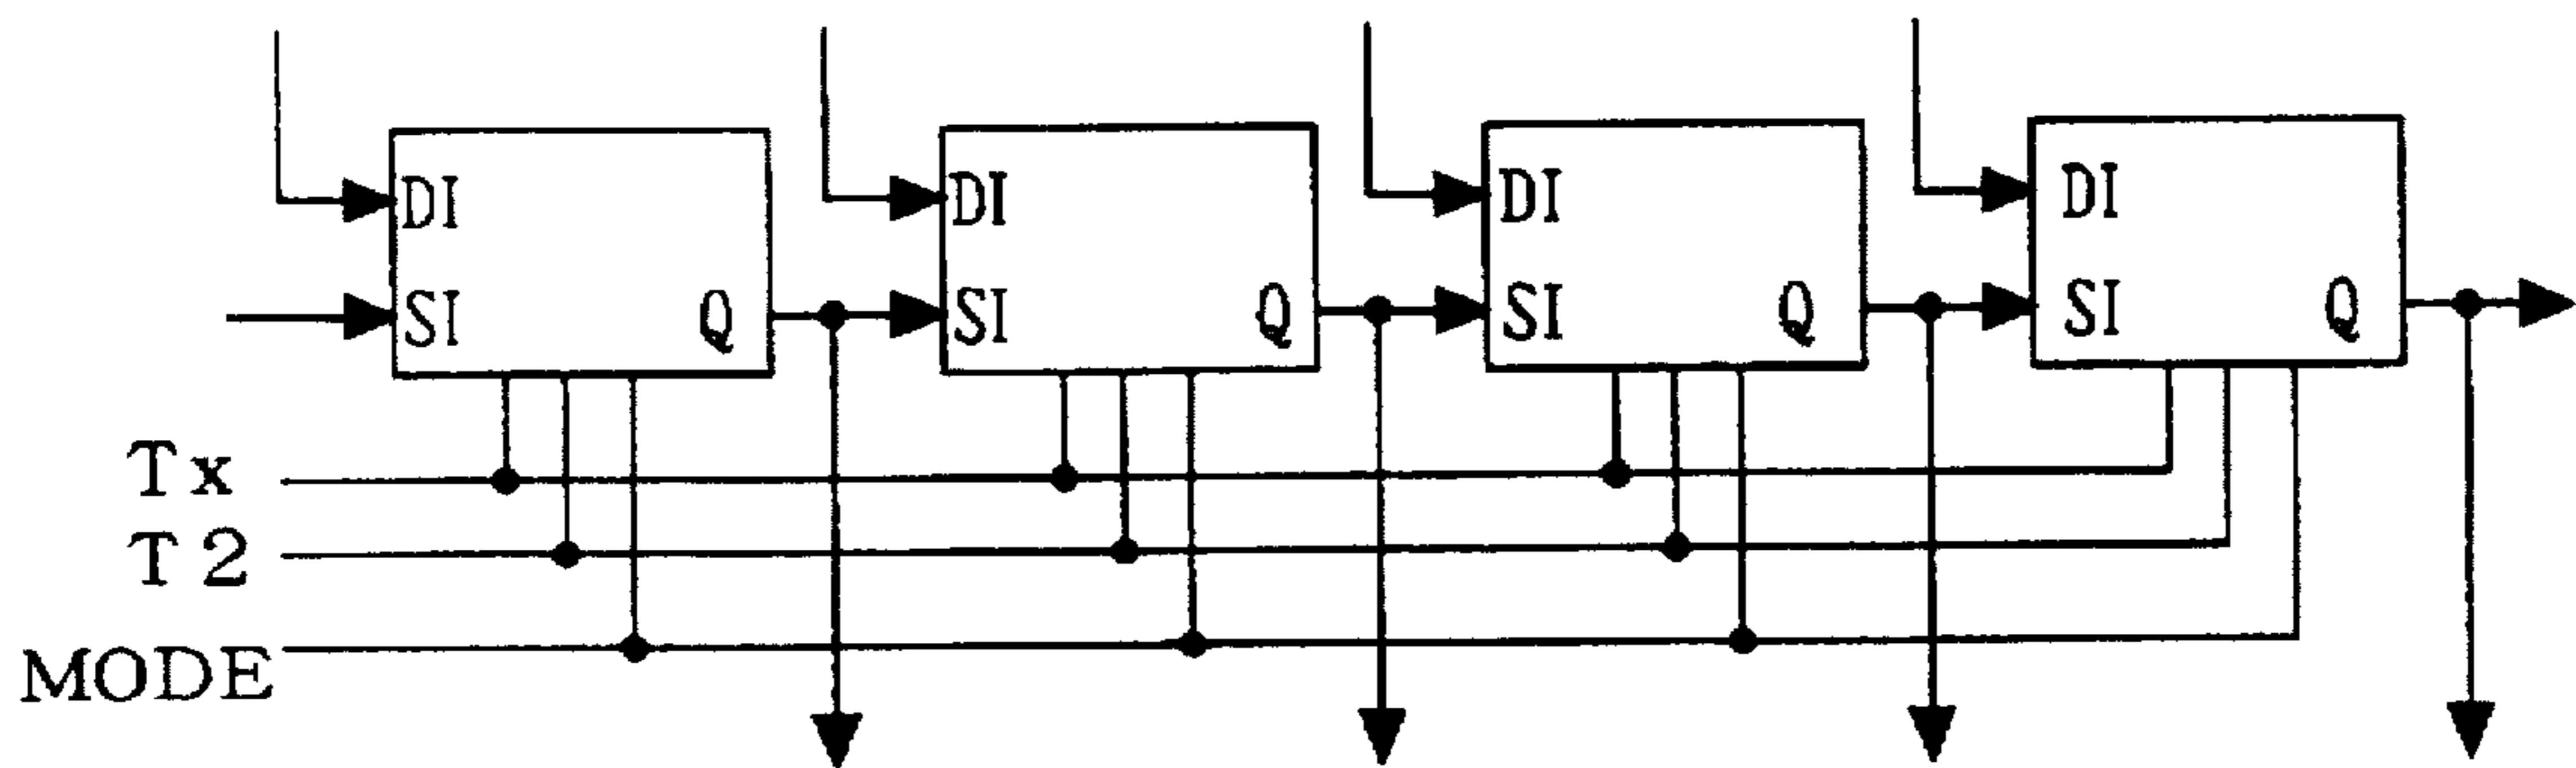 DI DI DI DI
SI Q SI Q SI Q SI Q
Tx
T2
MODE